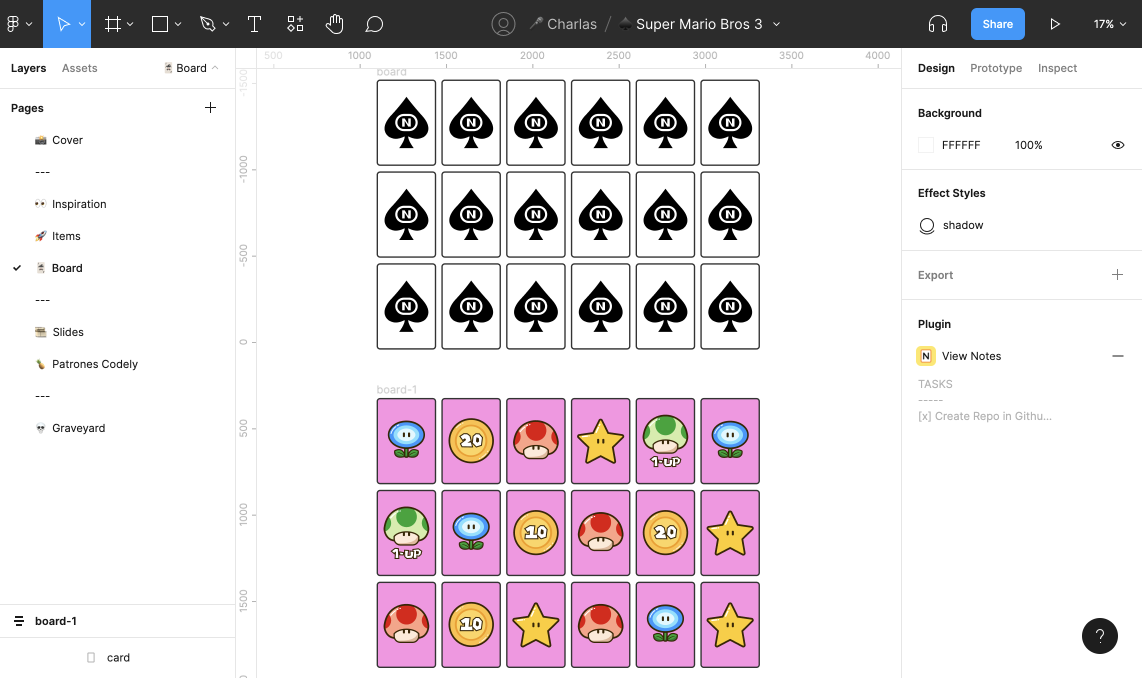 Charlas / Super Mario Bros 3
Share
17%
Layers
Assets
Board
Pages
Cover
---
Inspiration
Items
Board
---
Slides
Patrones Codely
---
Graveyard
board-1
card
500 1000 1500 2000 2500 3000 3500 4000
-1500
-1000
-500
0
500
1000
1500
board
N N N N N N
N N N N N N
N N N N N N
board-1
20 1-UP
1-UP 10 20
10
Design
Prototype
Inspect
Background
FFFFFF 100%
Effect Styles
shadow
Export
Plugin
N View Notes
TASKS
-----
[x] Create Repo in Githu...
?